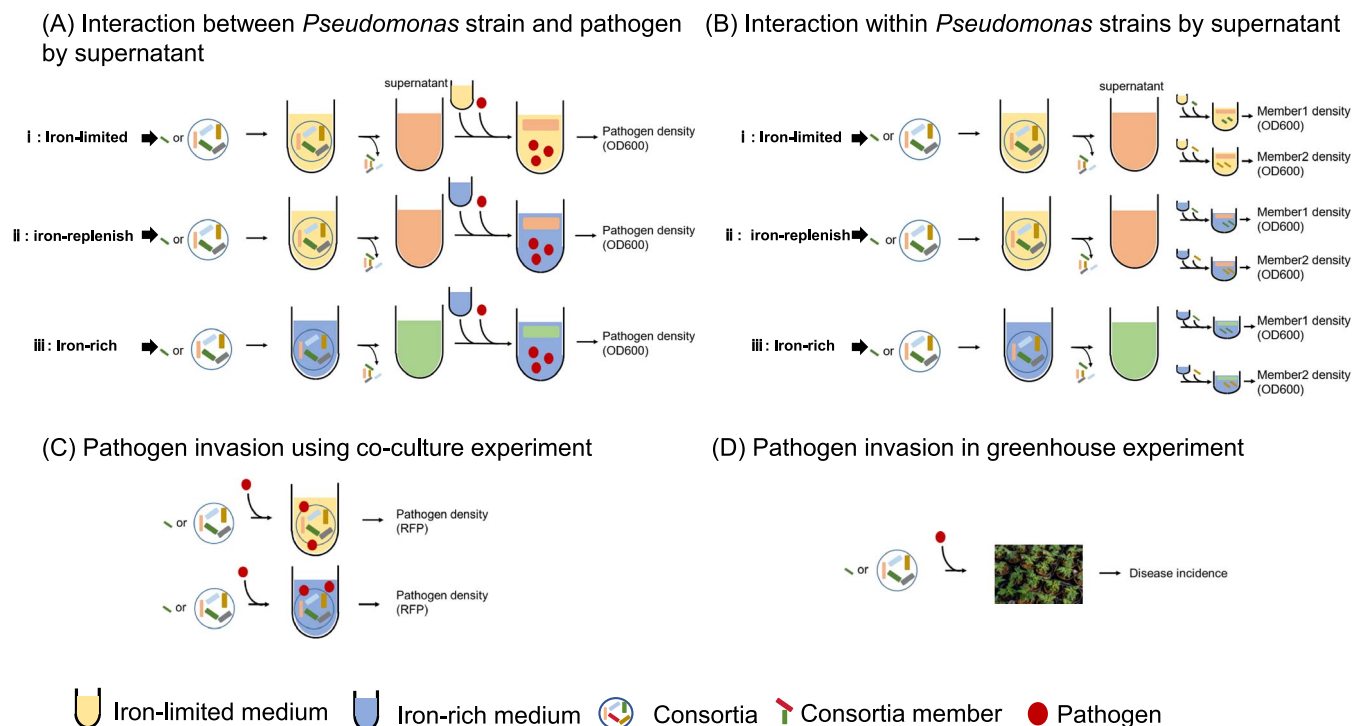 (A) Interaction between Pseudomonas strain and pathogen
by supernatant
supernatant
i : Iron-limited
or
Pathogen density
(OD600)
ii : iron-replenish
or
Pathogen density
(OD600)
iii : Iron-rich
or
Pathogen density
(OD600)
(B) Interaction within Pseudomonas strains by supernatant
supernatant
i : Iron-limited
or
Member1 density
(OD600)
Member2 density
(OD600)
ii : iron-replenish
or
Member1 density
(OD600)
Member2 density
(OD600)
iii : Iron-rich
or
Member1 density
(OD600)
Member2 density
(OD600)
(C) Pathogen invasion using co-culture experiment
or
Pathogen density
(RFP)
or
Pathogen density
(RFP)
(D) Pathogen invasion in greenhouse experiment
or
Disease incidence
Iron-limited medium
Iron-rich medium
Consortia
Consortia member
Pathogen